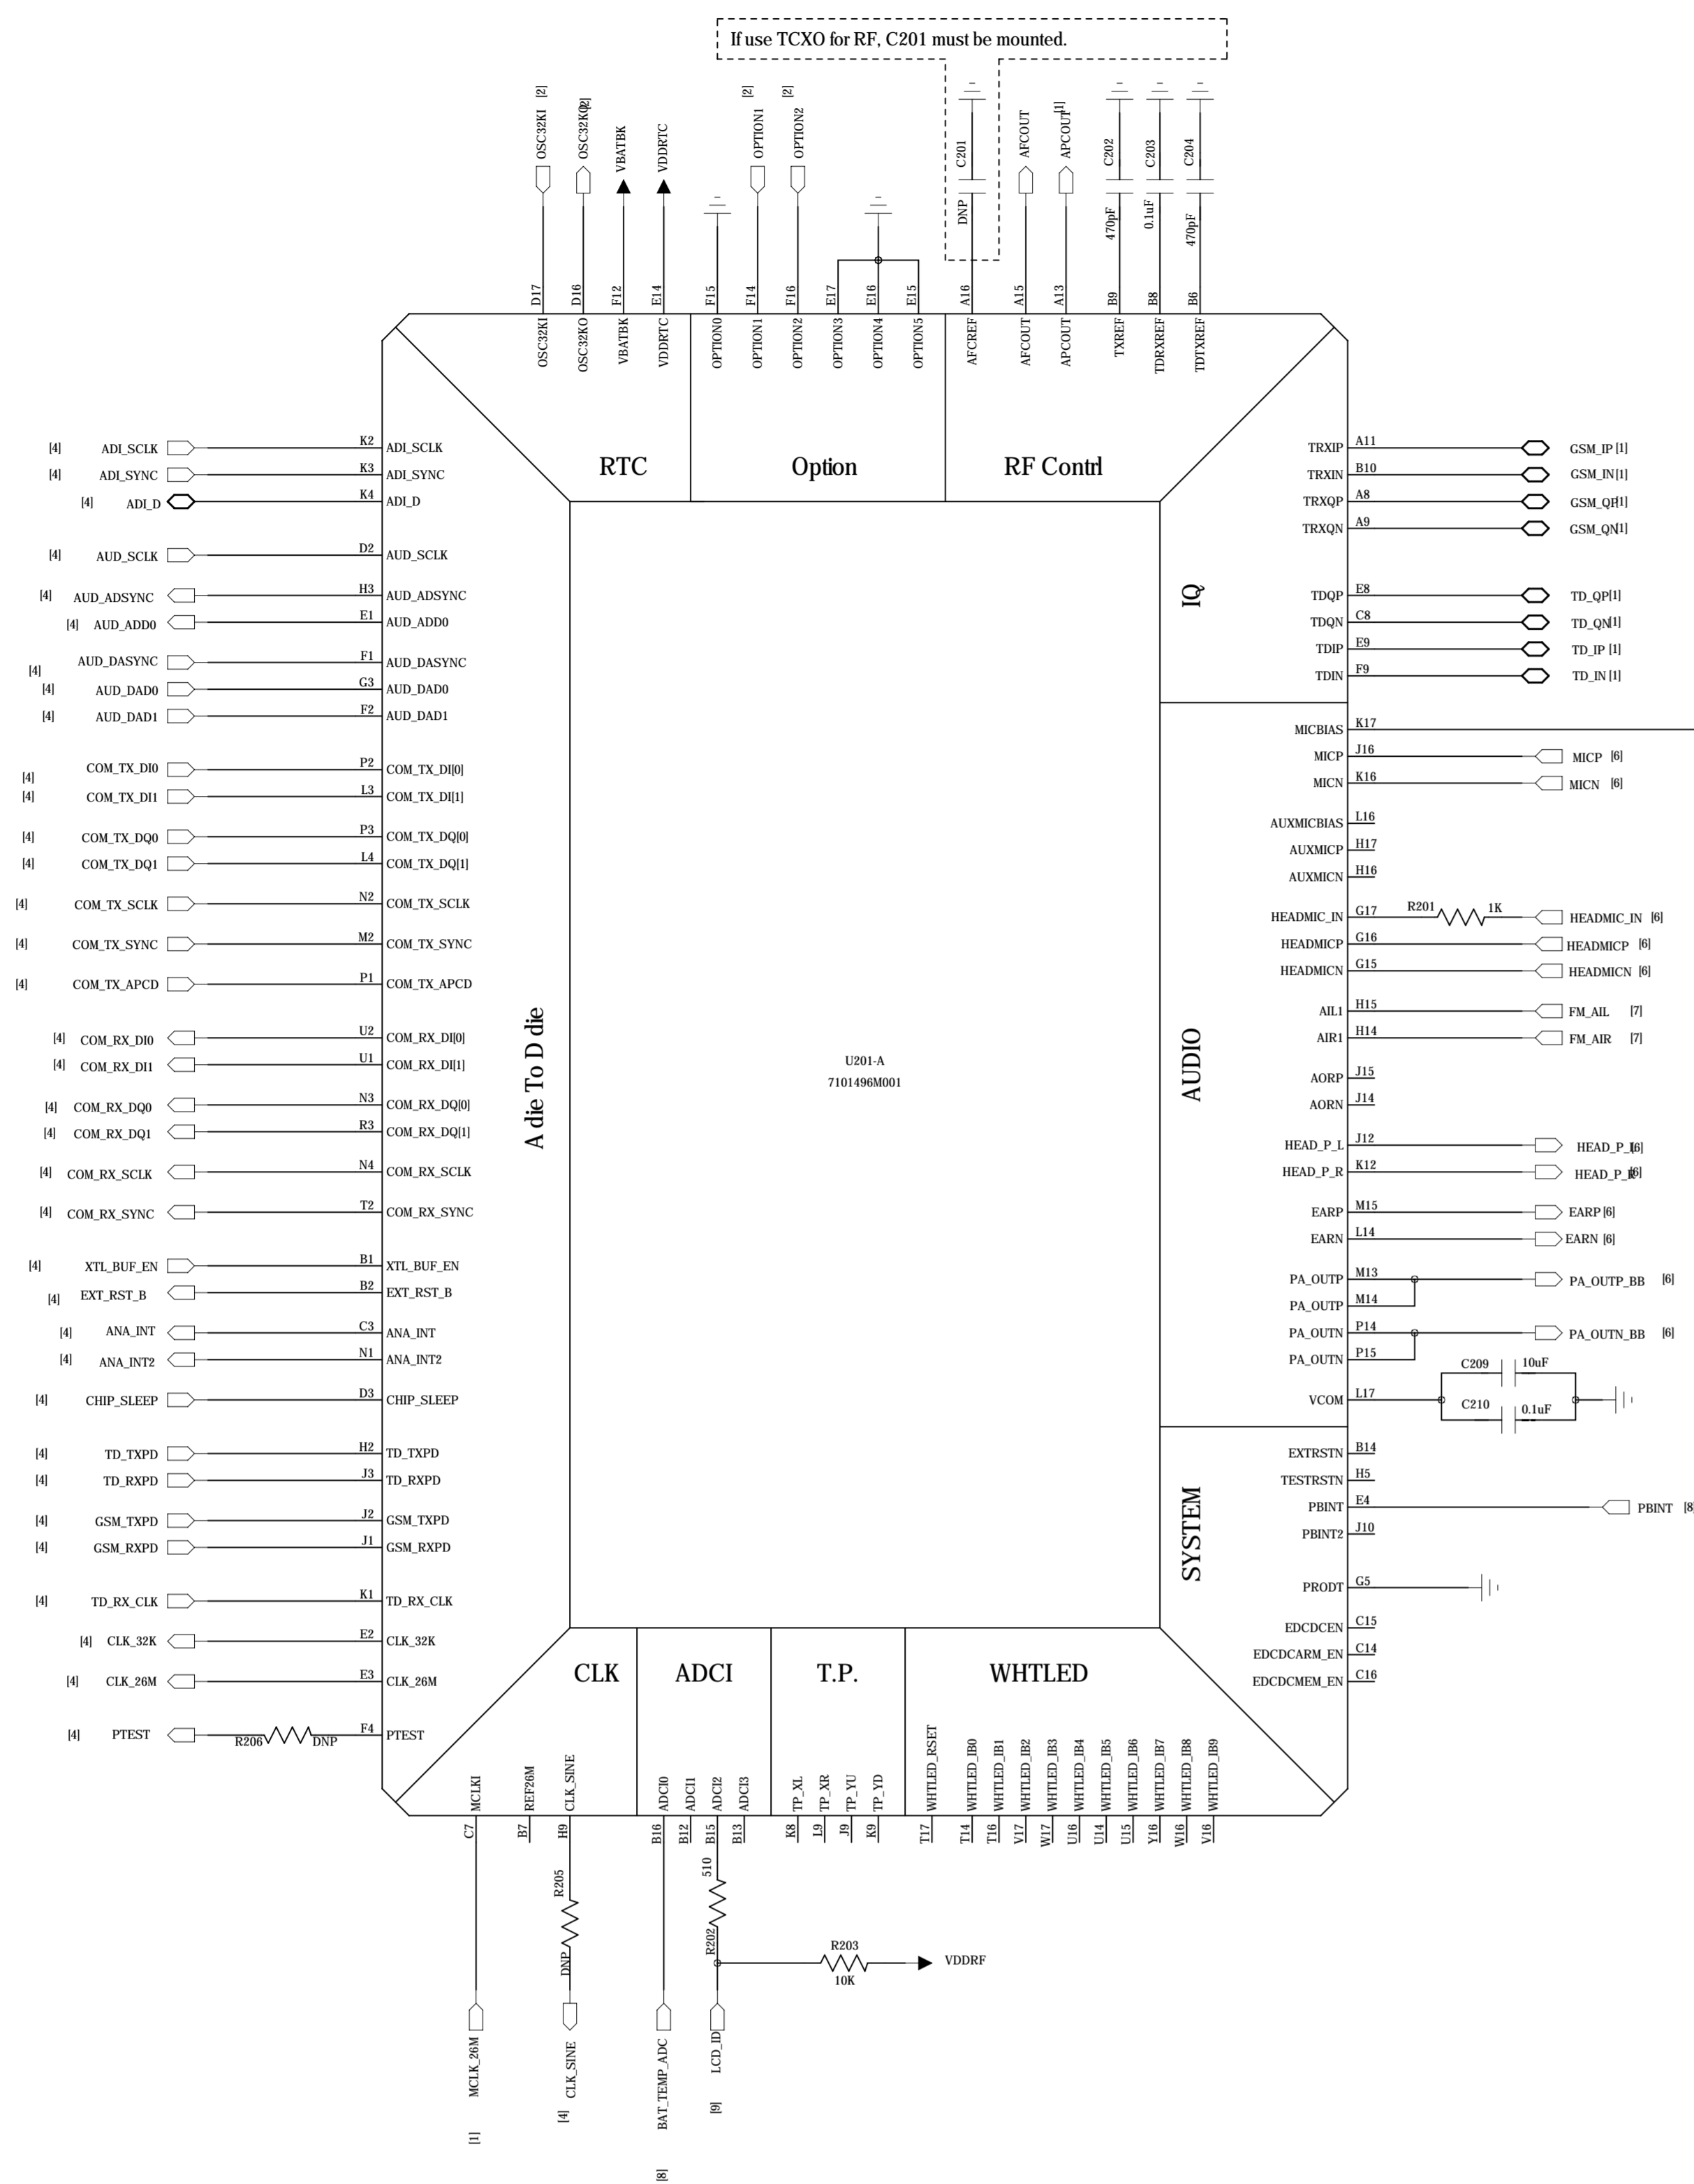 If use TCXO for RF, C201 must be mounted.
[2] OSC32KI D17 OSC32KI
[2] OSC32KO D16 OSC32KO
VBATBK F12 VBATBK
VDDRTC E14 VDDRTC
F15 OPTION0
[2] OPTION1 F14 OPTION1
[2] OPTION2 F16 OPTION2
E17 OPTION3
E16 OPTION4
E15 OPTION5
C201 DNP A16 AFCREF
AFCOUT A15 AFCOUT
[1] APCOUT A13 APCOUT
C202 470pF B9 TXREF
C203 0.1uF B8 TDRXREF
C204 470pF B6 TDTXREF
RTC
Option
RF Contrl
[4] ADI_SCLK K2 ADI_SCLK
[4] ADI_SYNC K3 ADI_SYNC
[4] ADI_D K4 ADI_D
[4] AUD_SCLK D2 AUD_SCLK
[4] AUD_ADSYNC H3 AUD_ADSYNC
[4] AUD_ADD0 E1 AUD_ADD0
[4] AUD_DASYNC F1 AUD_DASYNC
[4] AUD_DAD0 G3 AUD_DAD0
[4] AUD_DAD1 F2 AUD_DAD1
[4] COM_TX_DI0 P2 COM_TX_DI[0]
[4] COM_TX_DI1 L3 COM_TX_DI[1]
[4] COM_TX_DQ0 P3 COM_TX_DQ[0]
[4] COM_TX_DQ1 L4 COM_TX_DQ[1]
[4] COM_TX_SCLK N2 COM_TX_SCLK
[4] COM_TX_SYNC M2 COM_TX_SYNC
[4] COM_TX_APCD P1 COM_TX_APCD
[4] COM_RX_DI0 U2 COM_RX_DI[0]
[4] COM_RX_DI1 U1 COM_RX_DI[1]
[4] COM_RX_DQ0 N3 COM_RX_DQ[0]
[4] COM_RX_DQ1 R3 COM_RX_DQ[1]
[4] COM_RX_SCLK N4 COM_RX_SCLK
[4] COM_RX_SYNC T2 COM_RX_SYNC
[4] XTL_BUF_EN B1 XTL_BUF_EN
[4] EXT_RST_B B2 EXT_RST_B
[4] ANA_INT C3 ANA_INT
[4] ANA_INT2 N1 ANA_INT2
[4] CHIP_SLEEP D3 CHIP_SLEEP
[4] TD_TXPD H2 TD_TXPD
[4] TD_RXPD J3 TD_RXPD
[4] GSM_TXPD J2 GSM_TXPD
[4] GSM_RXPD J1 GSM_RXPD
[4] TD_RX_CLK K1 TD_RX_CLK
[4] CLK_32K E2 CLK_32K
[4] CLK_26M E3 CLK_26M
[4] PTEST R206 DNP F4 PTEST
A die To D die
U201-A
7101496M001
IQ
TRXIP A11 GSM_IP [1]
TRXIN B10 GSM_IN [1]
TRXQP A8 GSM_QP [1]
TRXQN A9 GSM_QN [1]
TDQP E8 TD_QP [1]
TDQN C8 TD_QN [1]
TDIP E9 TD_IP [1]
TDIN F9 TD_IN [1]
AUDIO
MICBIAS K17
MICP J16 MICP [6]
MICN K16 MICN [6]
AUXMICBIAS L16
AUXMICP H17
AUXMICN H16
HEADMIC_IN G17 R201 1K HEADMIC_IN [6]
HEADMICP G16 HEADMICP [6]
HEADMICN G15 HEADMICN [6]
AIL1 H15 FM_AIL [7]
AIR1 H14 FM_AIR [7]
AORP J15
AORN J14
HEAD_P_L J12 HEAD_P_L [6]
HEAD_P_R K12 HEAD_P_R [6]
EARP M15 EARP [6]
EARN L14 EARN [6]
PA_OUTP M13 PA_OUTP_BB [6]
PA_OUTP M14
PA_OUTN P14 PA_OUTN_BB [6]
PA_OUTN P15
C209 10uF
VCOM L17
C210 0.1uF
SYSTEM
EXTRSTN B14
TESTRSTN H5
PBINT E4 PBINT [8]
PBINT2 J10
PRODT G5
EDCDCEN C15
EDCDCARM_EN C14
EDCDCMEM_EN C16
CLK
ADCI
T.P.
WHTLED
MCLKI C7 MCLK_26M [1]
REF26M B7
CLK_SINE H9 R205 DNP CLK_SINE [4]
ADCI0 B16 BAT_TEMP_ADC [8]
ADCI1 B12
ADCI2 B15 510 R202 LCD_ID [9]
ADCI3 B13
R203
10K
VDDRF
TP_XL K8
TP_XR L9
TP_YU J9
TP_YD K9
WHTLED_RSET T17
WHTLED_IB0 T14
WHTLED_IB1 T16
WHTLED_IB2 V17
WHTLED_IB3 W17
WHTLED_IB4 U16
WHTLED_IB5 U14
WHTLED_IB6 U15
WHTLED_IB7 Y16
WHTLED_IB8 W16
WHTLED_IB9 V16